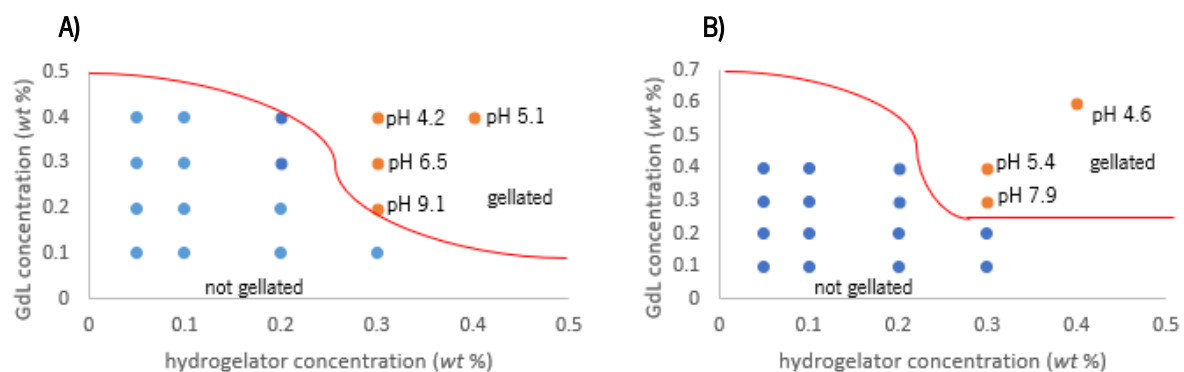 A)
GdL concentration (wt %)
0.5
0.4
0.3
0.2
0.1
0
pH 4.2
pH 5.1
pH 6.5
pH 9.1
gellated
not gellated
0
0.1
0.2
0.3
0.4
0.5
hydrogelator concentration (wt %)
B)
GdL concentration (wt %)
0.7
0.6
0.5
0.4
0.3
0.2
0.1
0
pH 4.6
pH 5.4
gellated
pH 7.9
not gellated
0
0.1
0.2
0.3
0.4
0.5
hydrogelator concentration (wt %)